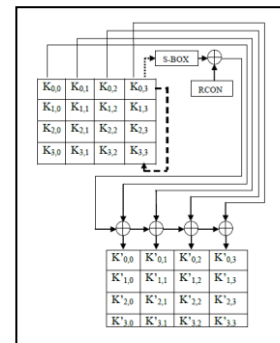 S-BOX
RCON
K0,0 K0,1 K0,2 K0,3
K1,0 K1,1 K1,2 K1,3
K2,0 K2,1 K2,2 K2,3
K3,0 K3,1 K3,2 K3,3
K'0,0 K'0,1 K'0,2 K'0,3
K'1,0 K'1,1 K'1,2 K'1,3
K'2,0 K'2,1 K'2,2 K'2,3
K'3.0 K'3.1 K'3.2 K'3.3